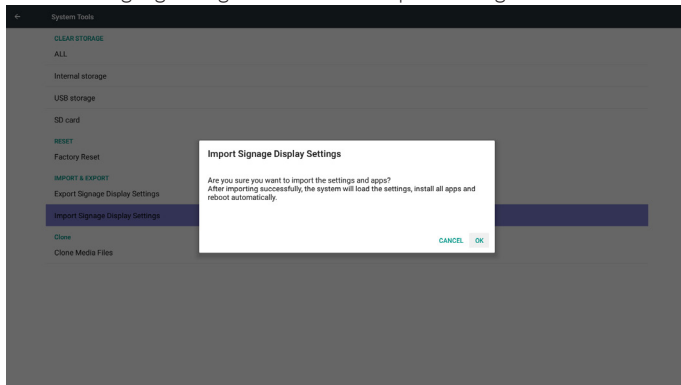 System Tools
CLEAR STORAGE
ALL
Internal storage
USB storage
SD card
RESET
Factory Reset
IMPORT & EXPORT
Export Signage Display Settings
Import Signage Display Settings
Clone
Clone Media Files
Import Signage Display Settings
Are you sure you want to import the settings and apps?
After importing successfully, the system will load the settings, install all apps and
reboot automatically.
CANCEL OK